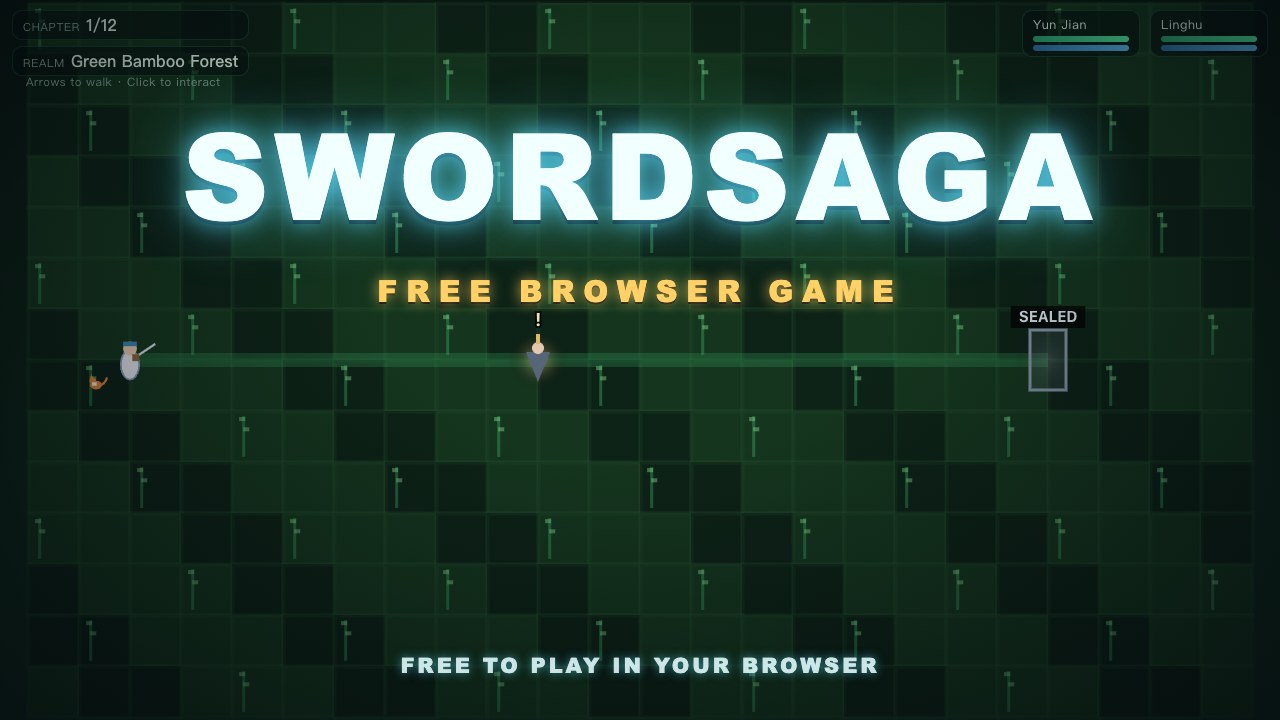 CHAPTER 1/12
REALM Green Bamboo Forest
Arrows to walk · Click to interact
Yun Jian
Linghu
SWORDSAGA
FREE BROWSER GAME
!
SEALED
FREE TO PLAY IN YOUR BROWSER